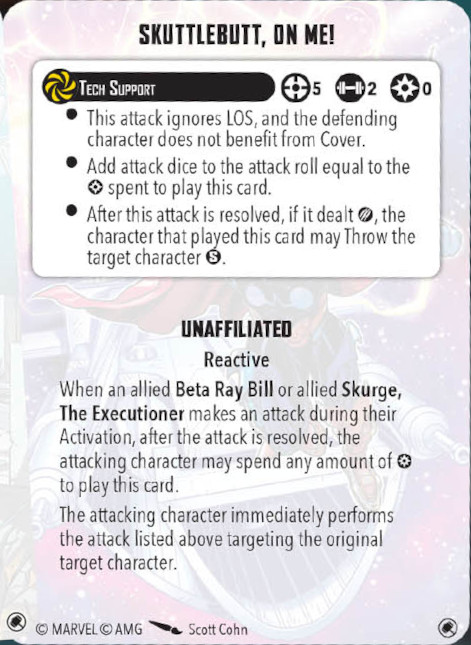 SKUTTLEBUTT, ON ME!
TECH SUPPORT 5 2 0
• This attack ignores LOS, and the defending
character does not benefit from Cover.
• Add attack dice to the attack roll equal to the
spent to play this card.
• After this attack is resolved, if it dealt , the
character that played this card may Throw the
target character S.
UNAFFILIATED
Reactive
When an allied Beta Ray Bill or allied Skurge,
The Executioner makes an attack during their
Activation, after the attack is resolved, the
attacking character may spend any amount of
to play this card.
The attacking character immediately performs
the attack listed above targeting the original
target character.
© MARVEL © AMG Scott Cohn